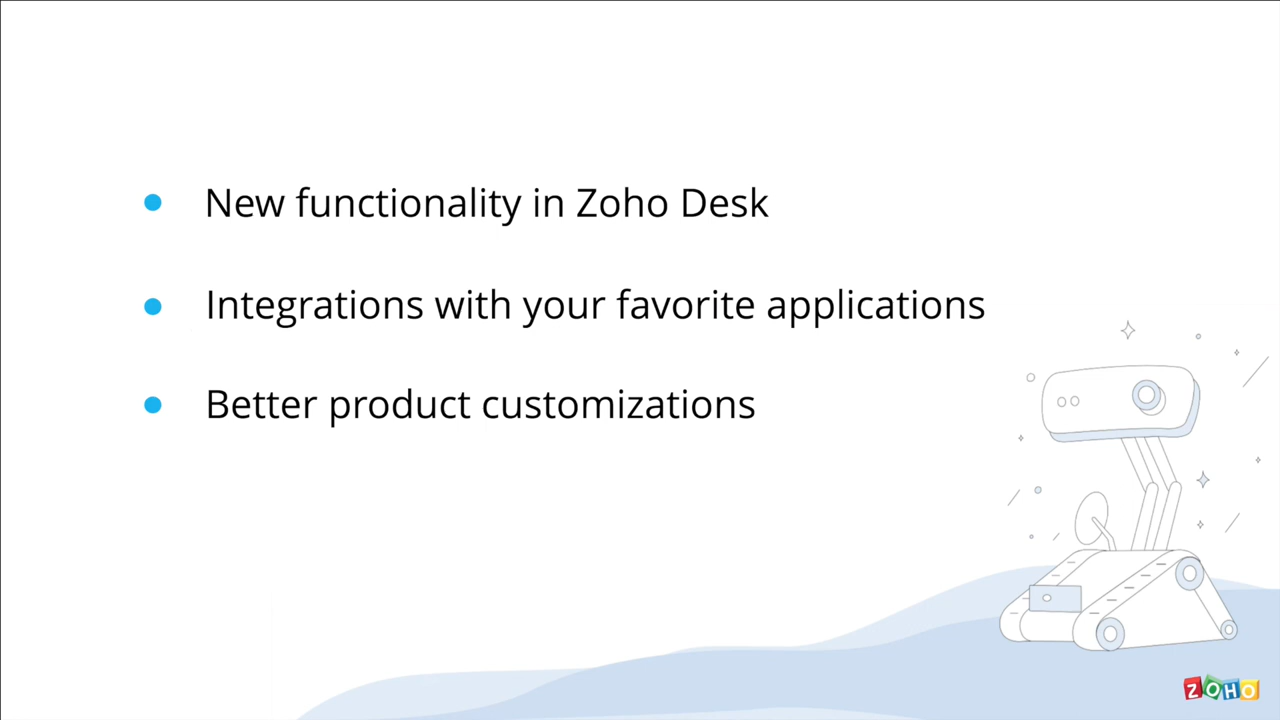 New functionality in Zoho Desk
Integrations with your favorite applications
Better product customizations
ZOHO